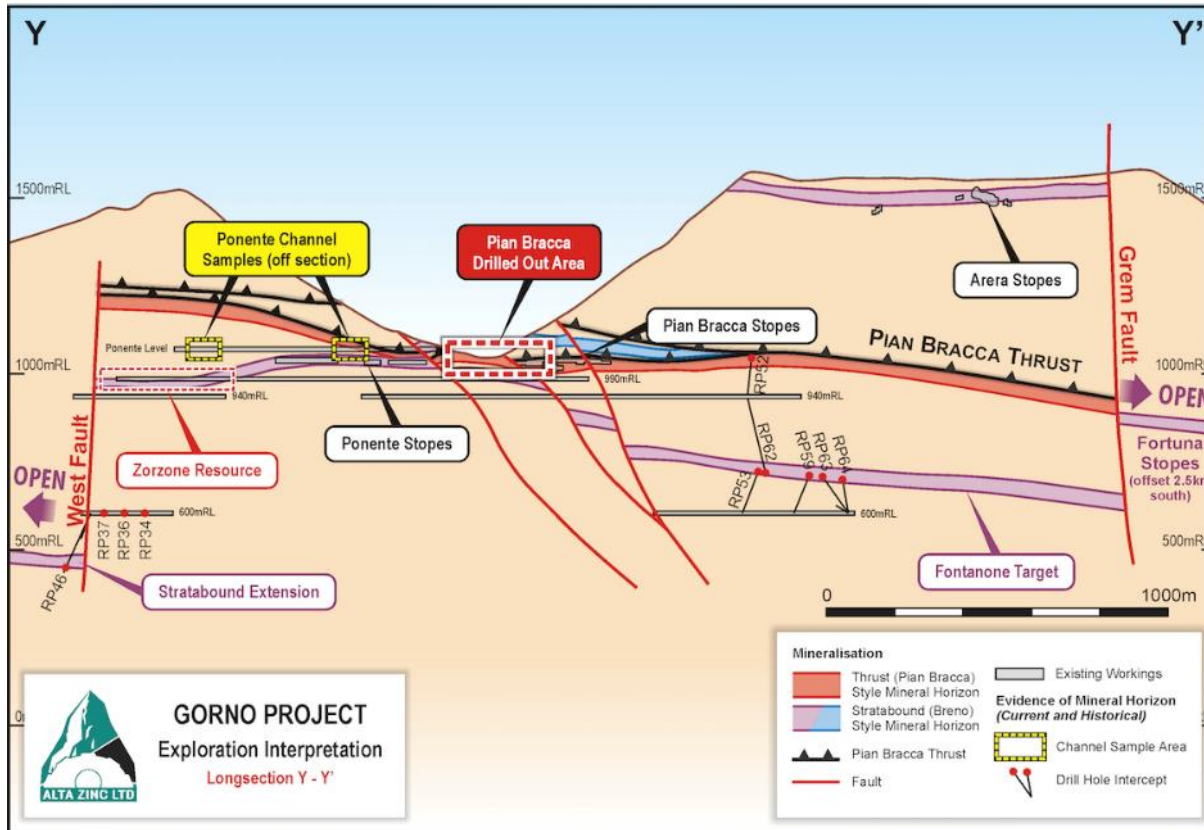 Y
Y'
1500mRL
1500mRL
Ponente Channel
Samples (off section)
Pian Bracca
Drilled Out Area
Arera Stopes
Grem Fault
Pian Bracca Stopes
PIAN BRACCA THRUST
Ponente Level
1000mRL
1000mRL
RP52
990mRL
940mRL
940mRL
OPEN
Ponente Stopes
Zorzone Resource
Fortuna
Stopes
(offset 2.5km
south)
West Fault
OPEN
RP53
RP62
RP59
RP63
RP64
600mRL
600mRL
RP37
RP36
RP34
500mRL
500mRL
RP46
Stratabound Extension
Fontanone Target
0
1000m
GORNO PROJECT
Exploration Interpretation
Longsection Y - Y'
ALTA ZINC LTD
Mineralisation
Thrust (Pian Bracca)
Style Mineral Horizon
Stratabound (Breno)
Style Mineral Horizon
Pian Bracca Thrust
Fault
Existing Workings
Evidence of Mineral Horizon
(Current and Historical)
Channel Sample Area
Drill Hole Intercept